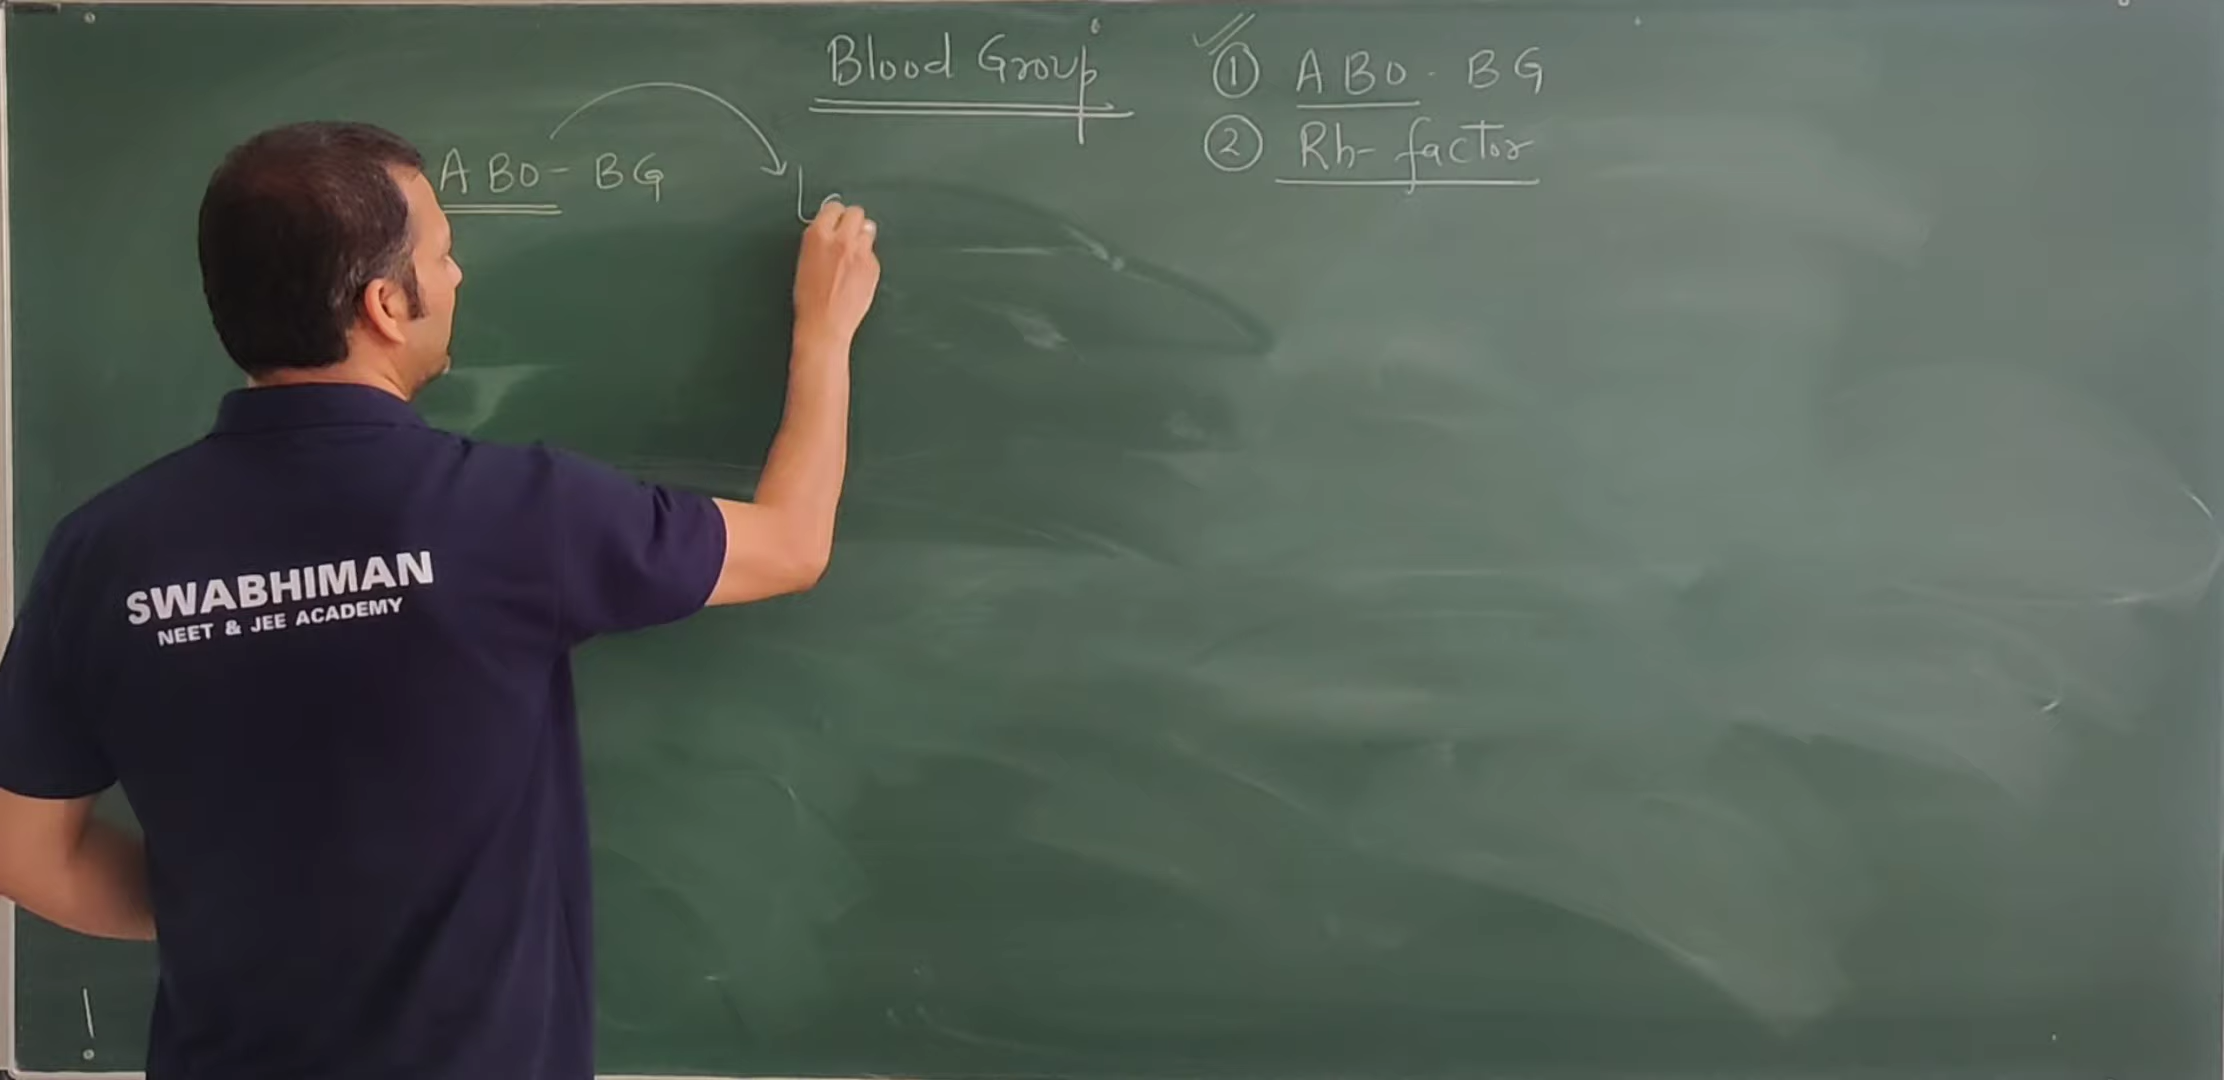 Blood Group
① ABO - BG
② Rh- factor
ABO - BG
SWABHIMAN
NEET & JEE ACADEMY